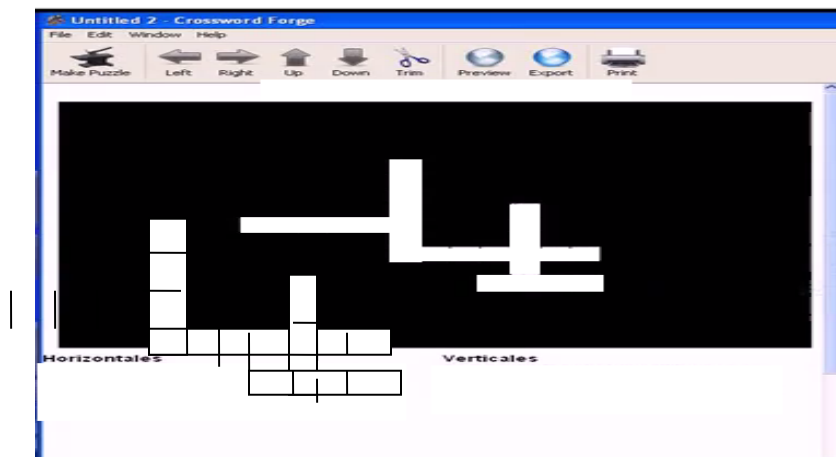 Untitled 2 - Crossword Forge
File Edit Window Help
Make Puzzle Left Right Up Down Trim Preview Export Print
Horizontales Verticales